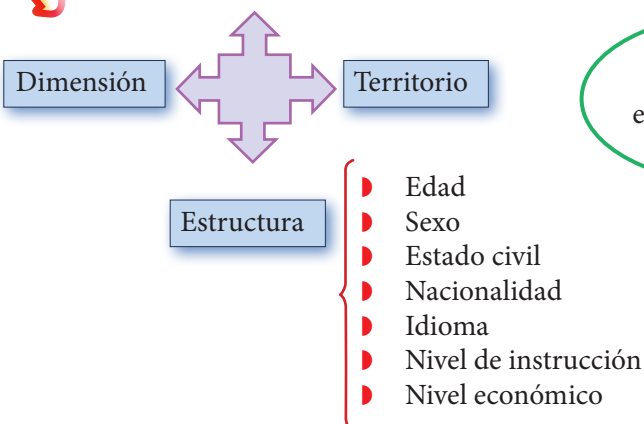 Dimensión
Territorio
e
Estructura
Edad
Sexo
Estado civil
Nacionalidad
Idioma
Nivel de instrucción
Nivel económico